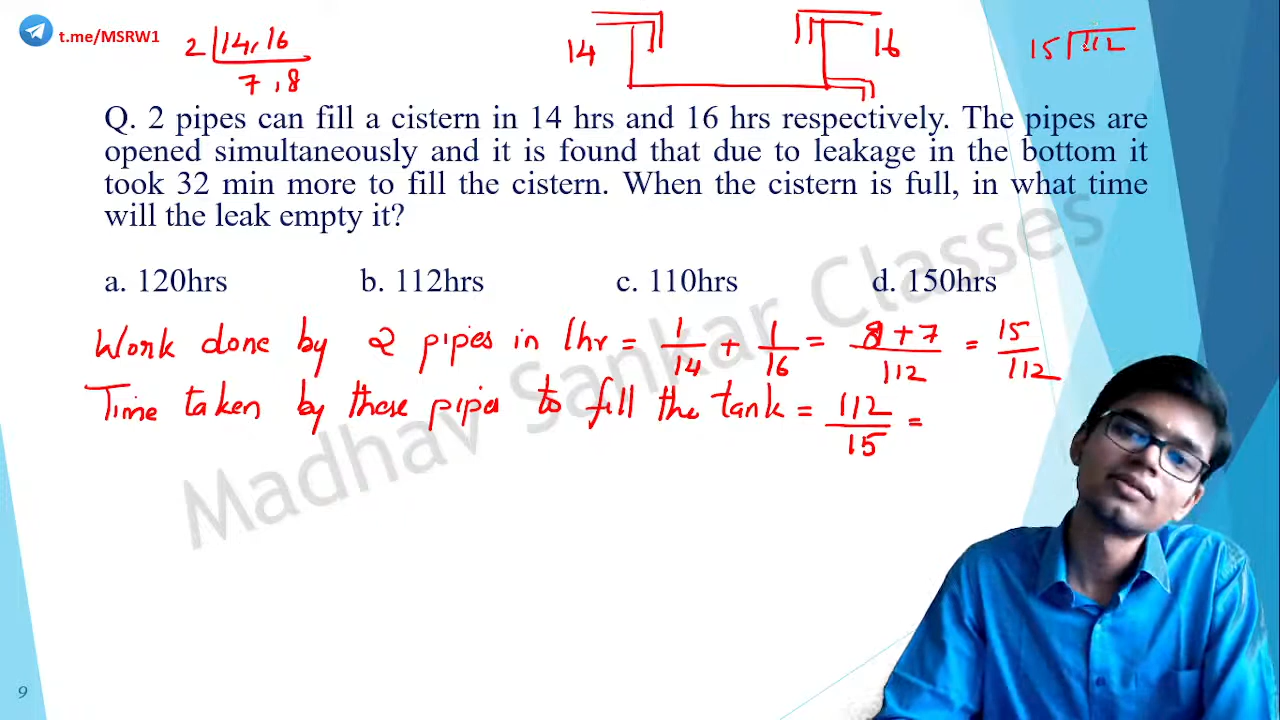 t.me/MSRW1
2 14, 16
7, 8
14
16
15 112
Q. 2 pipes can fill a cistern in 14 hrs and 16 hrs respectively. The pipes are
opened simultaneously and it is found that due to leakage in the bottom it
took 32 min more to fill the cistern. When the cistern is full, in what time
will the leak empty it?
a. 120hrs b. 112hrs c. 110hrs d. 150hrs
Work done by 2 pipes in 1hr = 1/14 + 1/16 = 8+7/112 = 15/112
Time taken by these pipes to fill the tank = 112/15 =
Madhav Sankar Classes
9